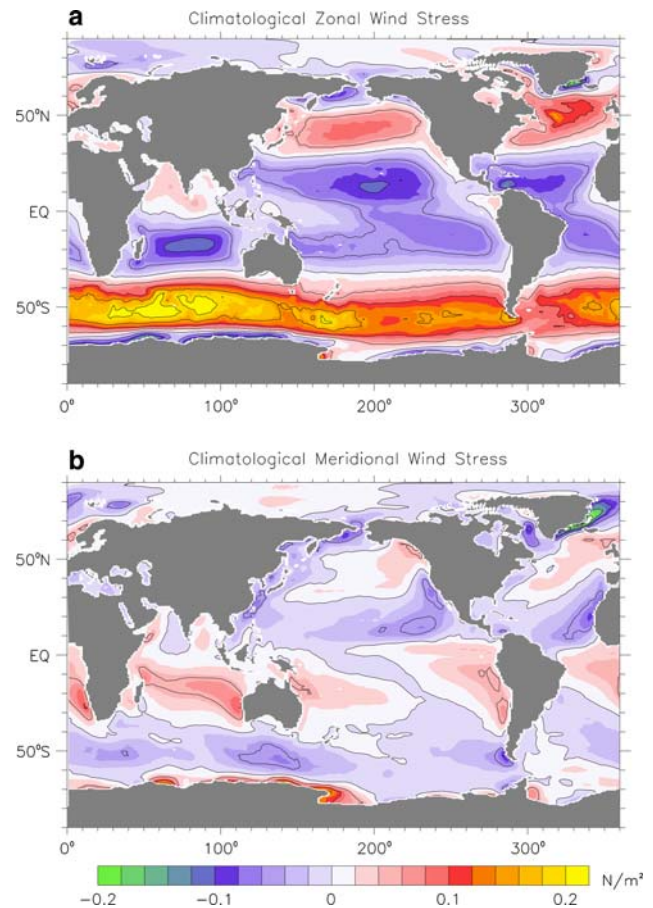 a
Climatological Zonal Wind Stress
50°N
EQ
50°S
0° 100° 200° 300°
b
Climatological Meridional Wind Stress
50°N
EQ
50°S
0° 100° 200° 300°
N/m²
−0.2 −0.1 0 0.1 0.2